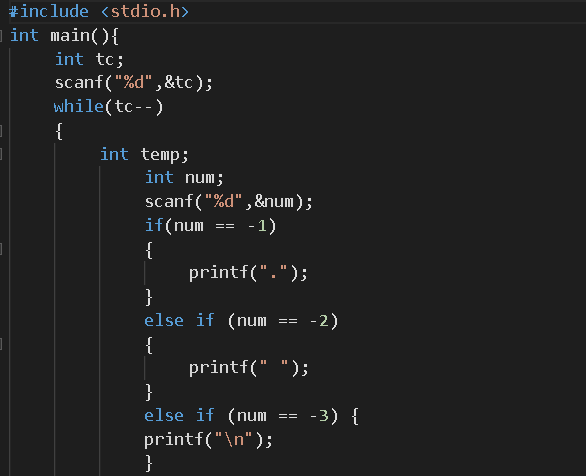 #include <stdio.h>
int main(){
int tc;
scanf("%d",&tc);
while(tc--)
{
int temp;
int num;
scanf("%d",&num);
if(num == -1)
{
printf(".");
}
else if (num == -2)
{
printf(" ");
}
else if (num == -3) {
printf("\n");
}